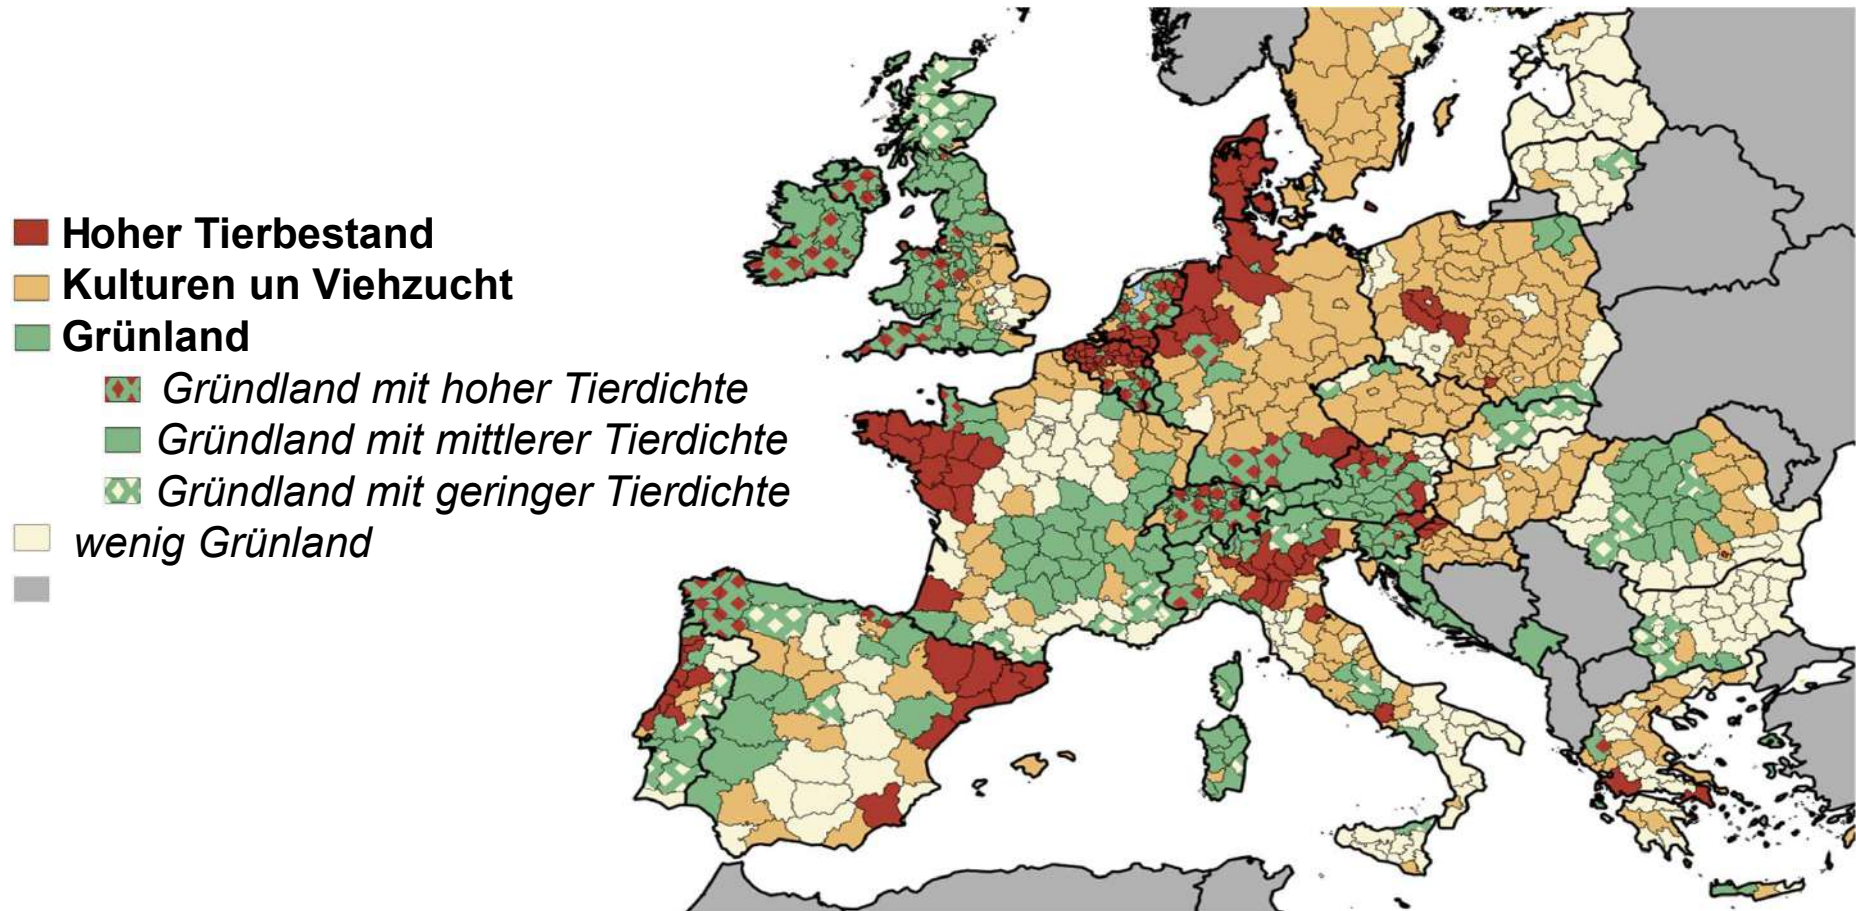 Hoher Tierbestand
Kulturen un Viehzucht
Grünland
Gründland mit hoher Tierdichte
Gründland mit mittlerer Tierdichte
Gründland mit geringer Tierdichte
wenig Grünland